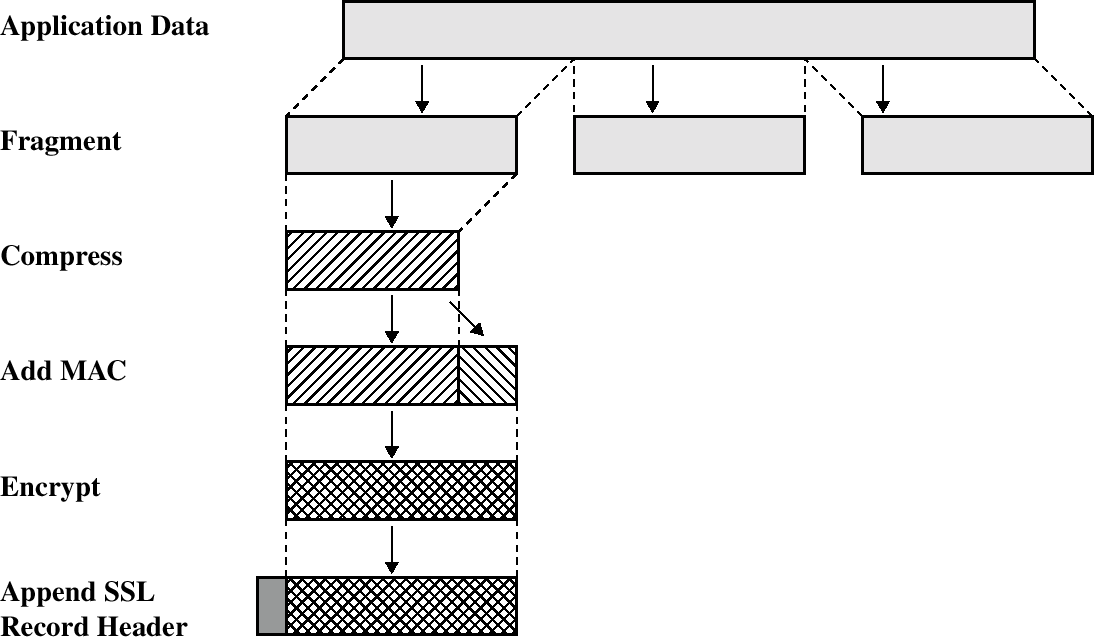 Application Data
Fragment
Compress
Add MAC
Encrypt
Append SSL
Record Header